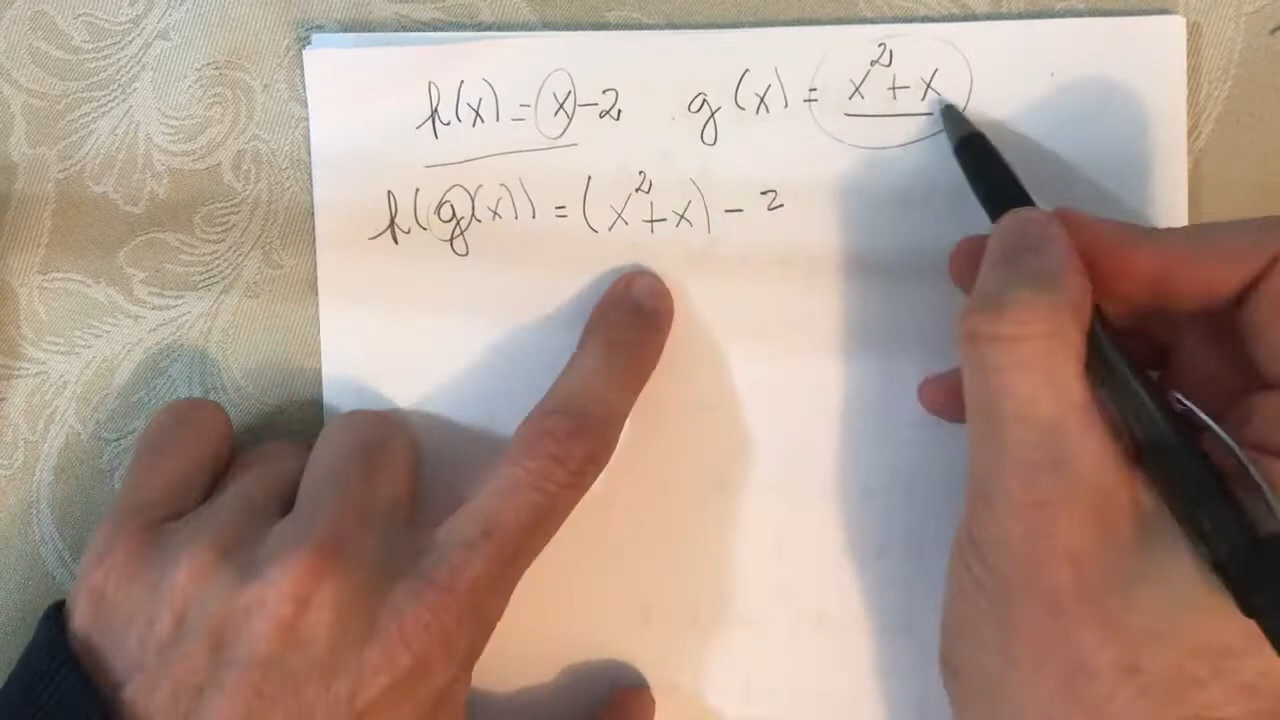 h(x) = x - 2 g(x) = x² + x
h(g(x)) = (x² + x) - 2